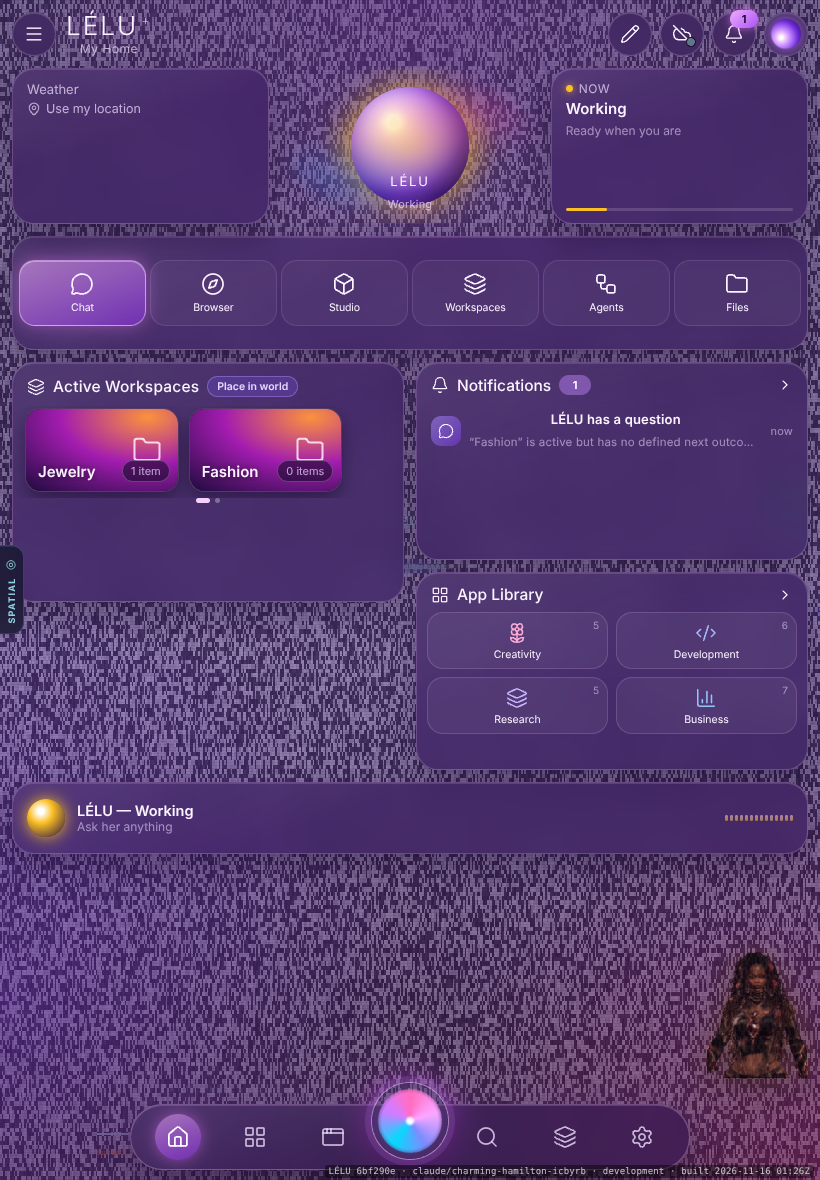 LÉLU
My Home
1
Weather
Use my location
LÉLU
Working
NOW
Working
Ready when you are
Chat
Browser
Studio
Workspaces
Agents
Files
Active Workspaces
Place in world
Jewelry
1 item
Fashion
0 items
Notifications
1
LÉLU has a question
“Fashion” is active but has no defined next outco…
now
SPATIAL
App Library
Creativity
5
Development
6
Research
5
Business
7
LÉLU — Working
Ask her anything
LÉLU 6bf290e · claude/charming-hamilton-icbyrb · development · built 2026-11-16 01:26Z